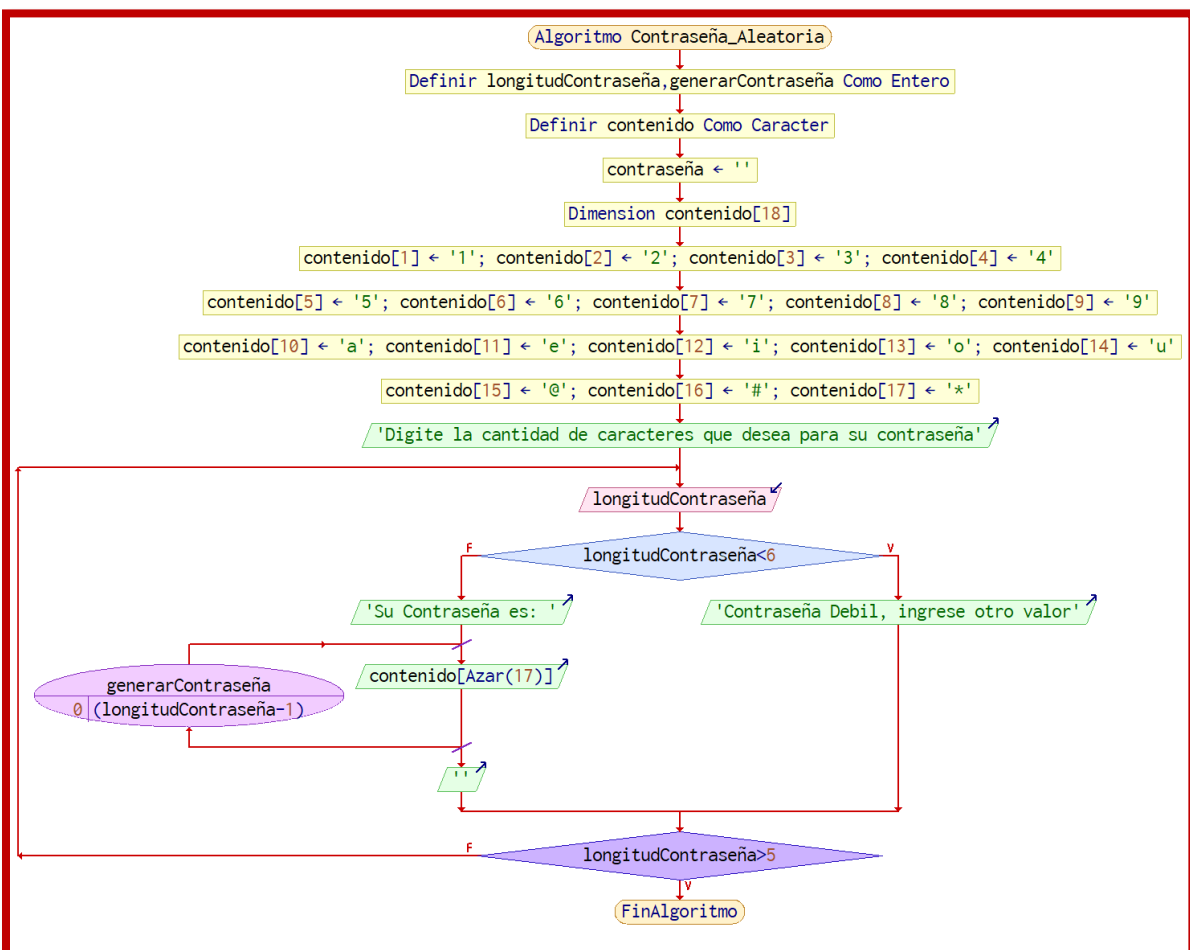 Algoritmo Contraseña_Aleatoria
Definir longitudContraseña,generarContraseña Como Entero
Definir contenido Como Caracter
contraseña ← ''
Dimension contenido[18]
contenido[1] ← '1'; contenido[2] ← '2'; contenido[3] ← '3'; contenido[4] ← '4'
contenido[5] ← '5'; contenido[6] ← '6'; contenido[7] ← '7'; contenido[8] ← '8'; contenido[9] ← '9'
contenido[10] ← 'a'; contenido[11] ← 'e'; contenido[12] ← 'i'; contenido[13] ← 'o'; contenido[14] ← 'u'
contenido[15] ← '@'; contenido[16] ← '#'; contenido[17] ← '*'
'Digite la cantidad de caracteres que desea para su contraseña'
longitudContraseña
F
longitudContraseña<6
V
'Su Contraseña es: '
'Contraseña Debil, ingrese otro valor'
contenido[Azar(17)]
generarContraseña
0 (longitudContraseña-1)
''
F
longitudContraseña>5
V
FinAlgoritmo